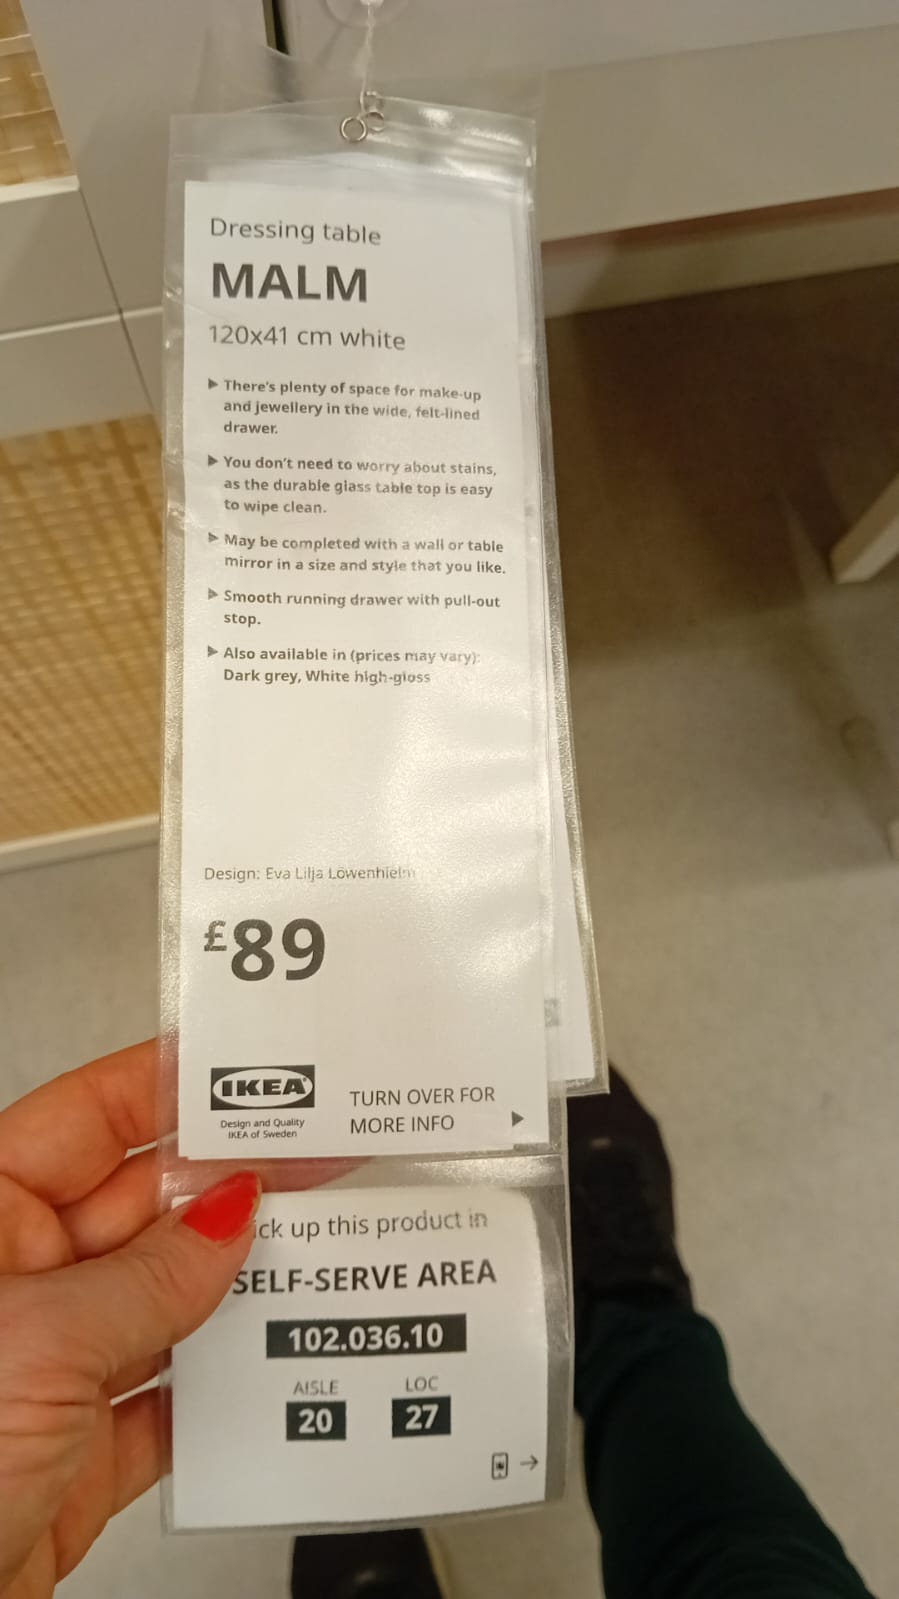 Dressing table
MALM
120x41 cm white
▶ There's plenty of space for make-up
and jewellery in the wide, felt-lined
drawer.
▶ You don't need to worry about stains,
as the durable glass table top is easy
to wipe clean.
▶ May be completed with a wall or table
mirror in a size and style that you like.
▶ Smooth running drawer with pull-out
stop.
▶ Also available in (prices may vary):
Dark grey, White high-gloss
Design: Eva Lilja Löwenhielm
£89
IKEA
Design and Quality
IKEA of Sweden
TURN OVER FOR
MORE INFO ▶
ick up this product in
SELF-SERVE AREA
102.036.10
AISLE LOC
20 27
→